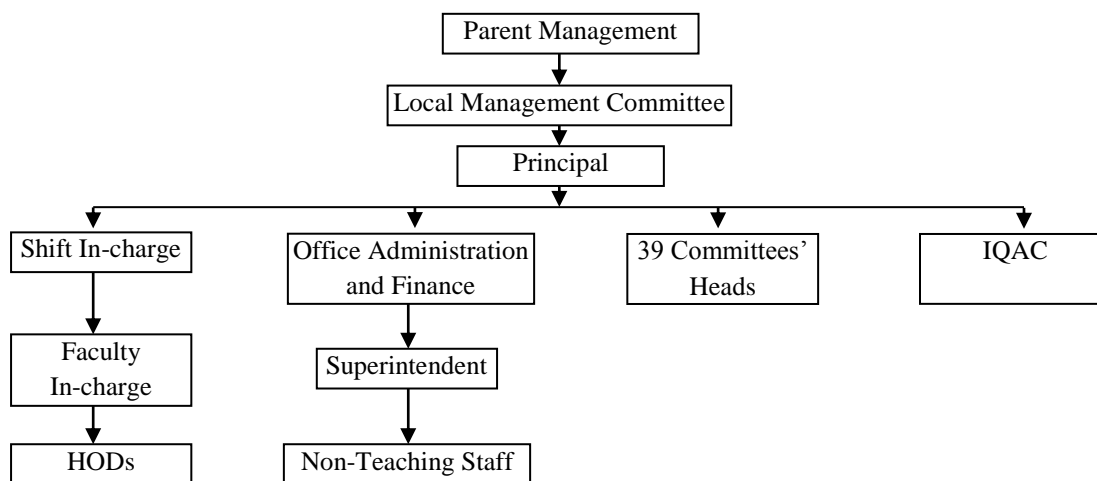 Parent Management
Local Management Committee
Principal
Shift In-charge
Office Administration
and Finance
39 Committees’
Heads
IQAC
Faculty
In-charge
Superintendent
HODs
Non-Teaching Staff